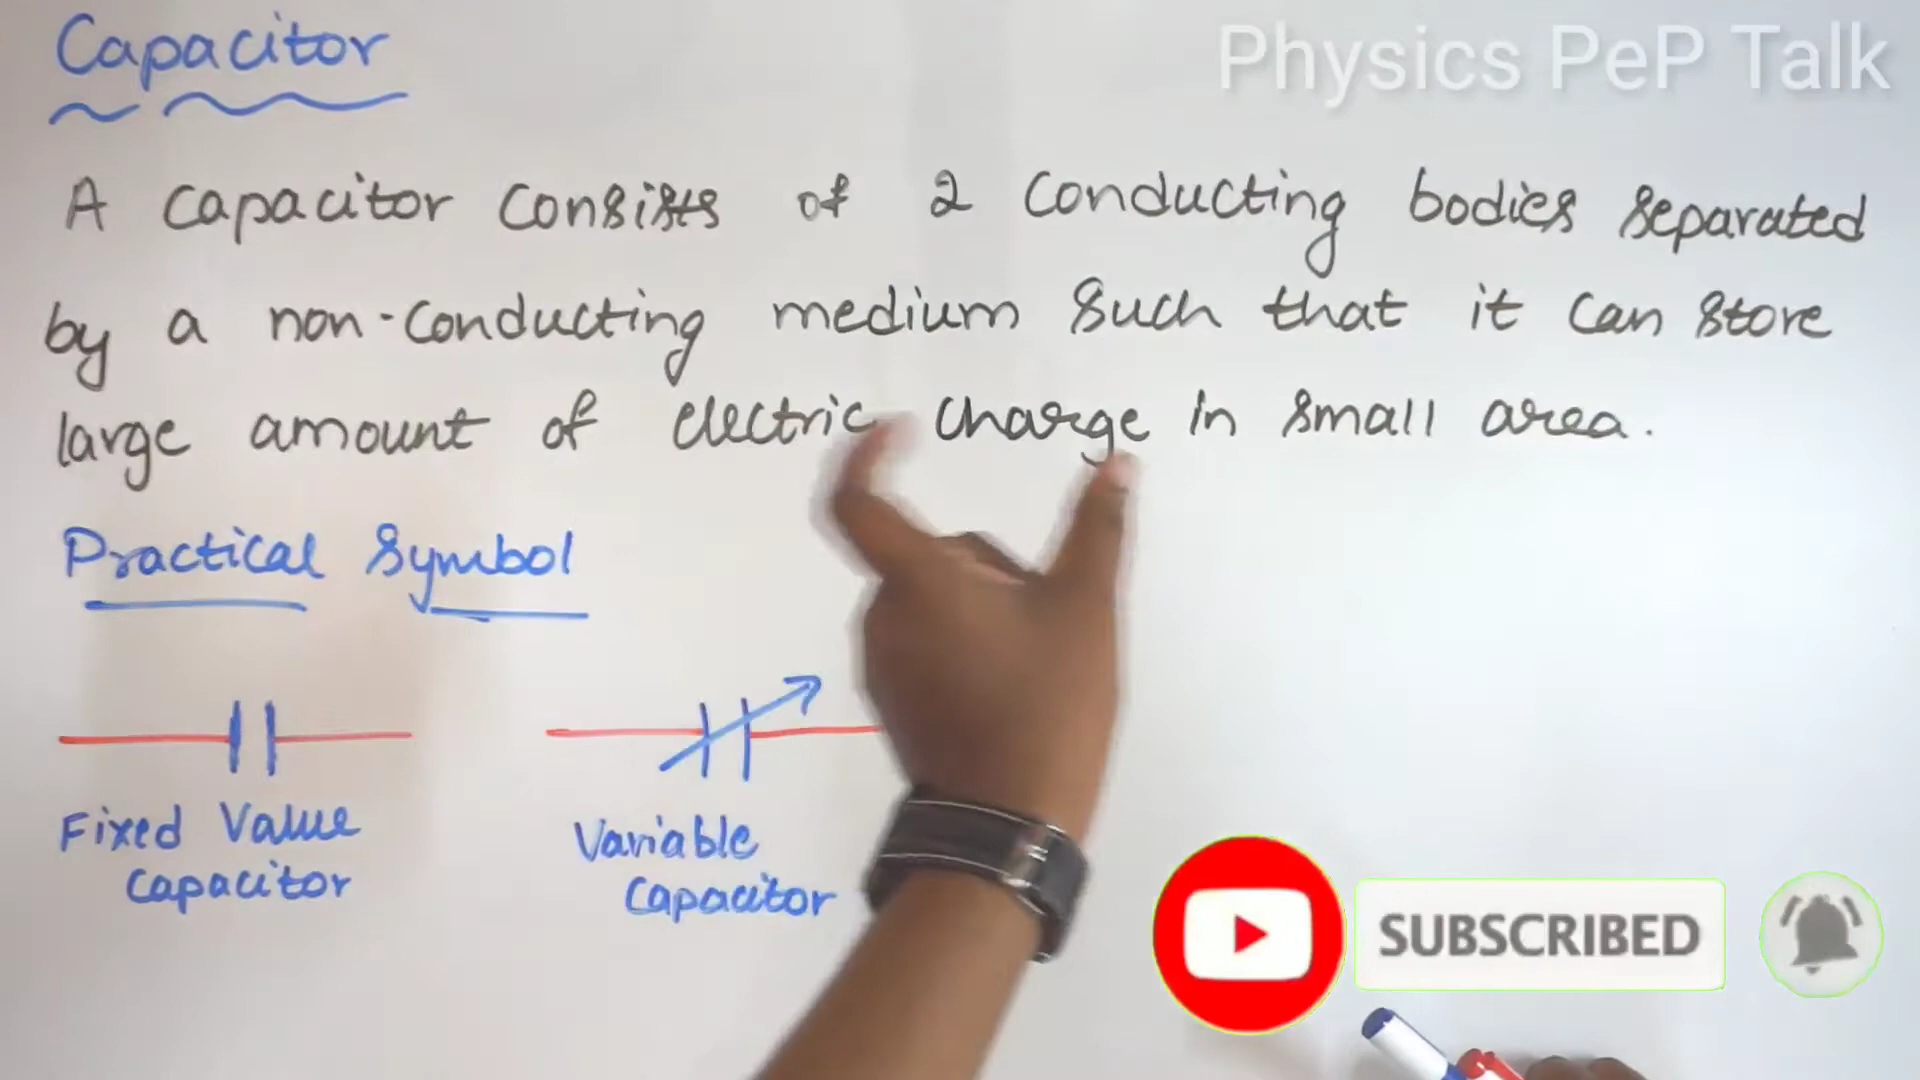 Capacitor
Physics PeP Talk
A capacitor consists of 2 conducting bodies separated
by a non-conducting medium such that it can store
large amount of electric charge in small area.
Practical Symbol
Fixed Value
Capacitor
Variable
Capacitor
SUBSCRIBED